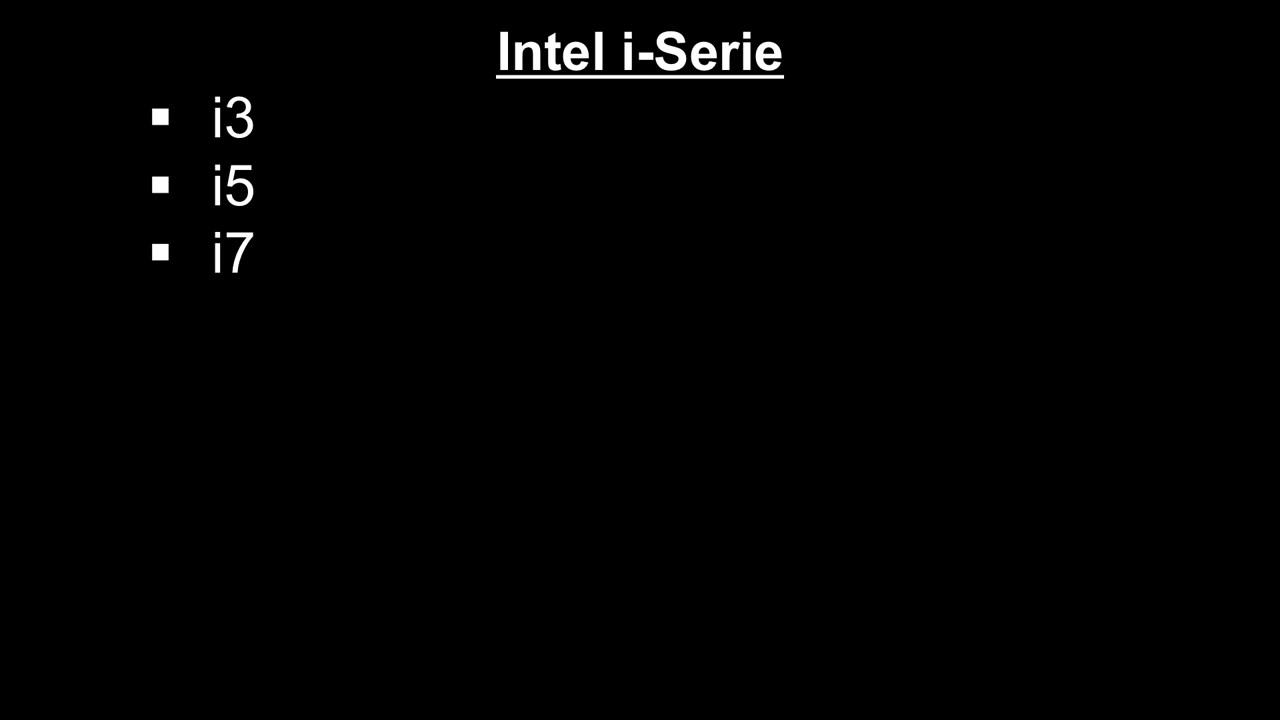 Intel i-Serie
▪ i3
▪ i5
▪ i7